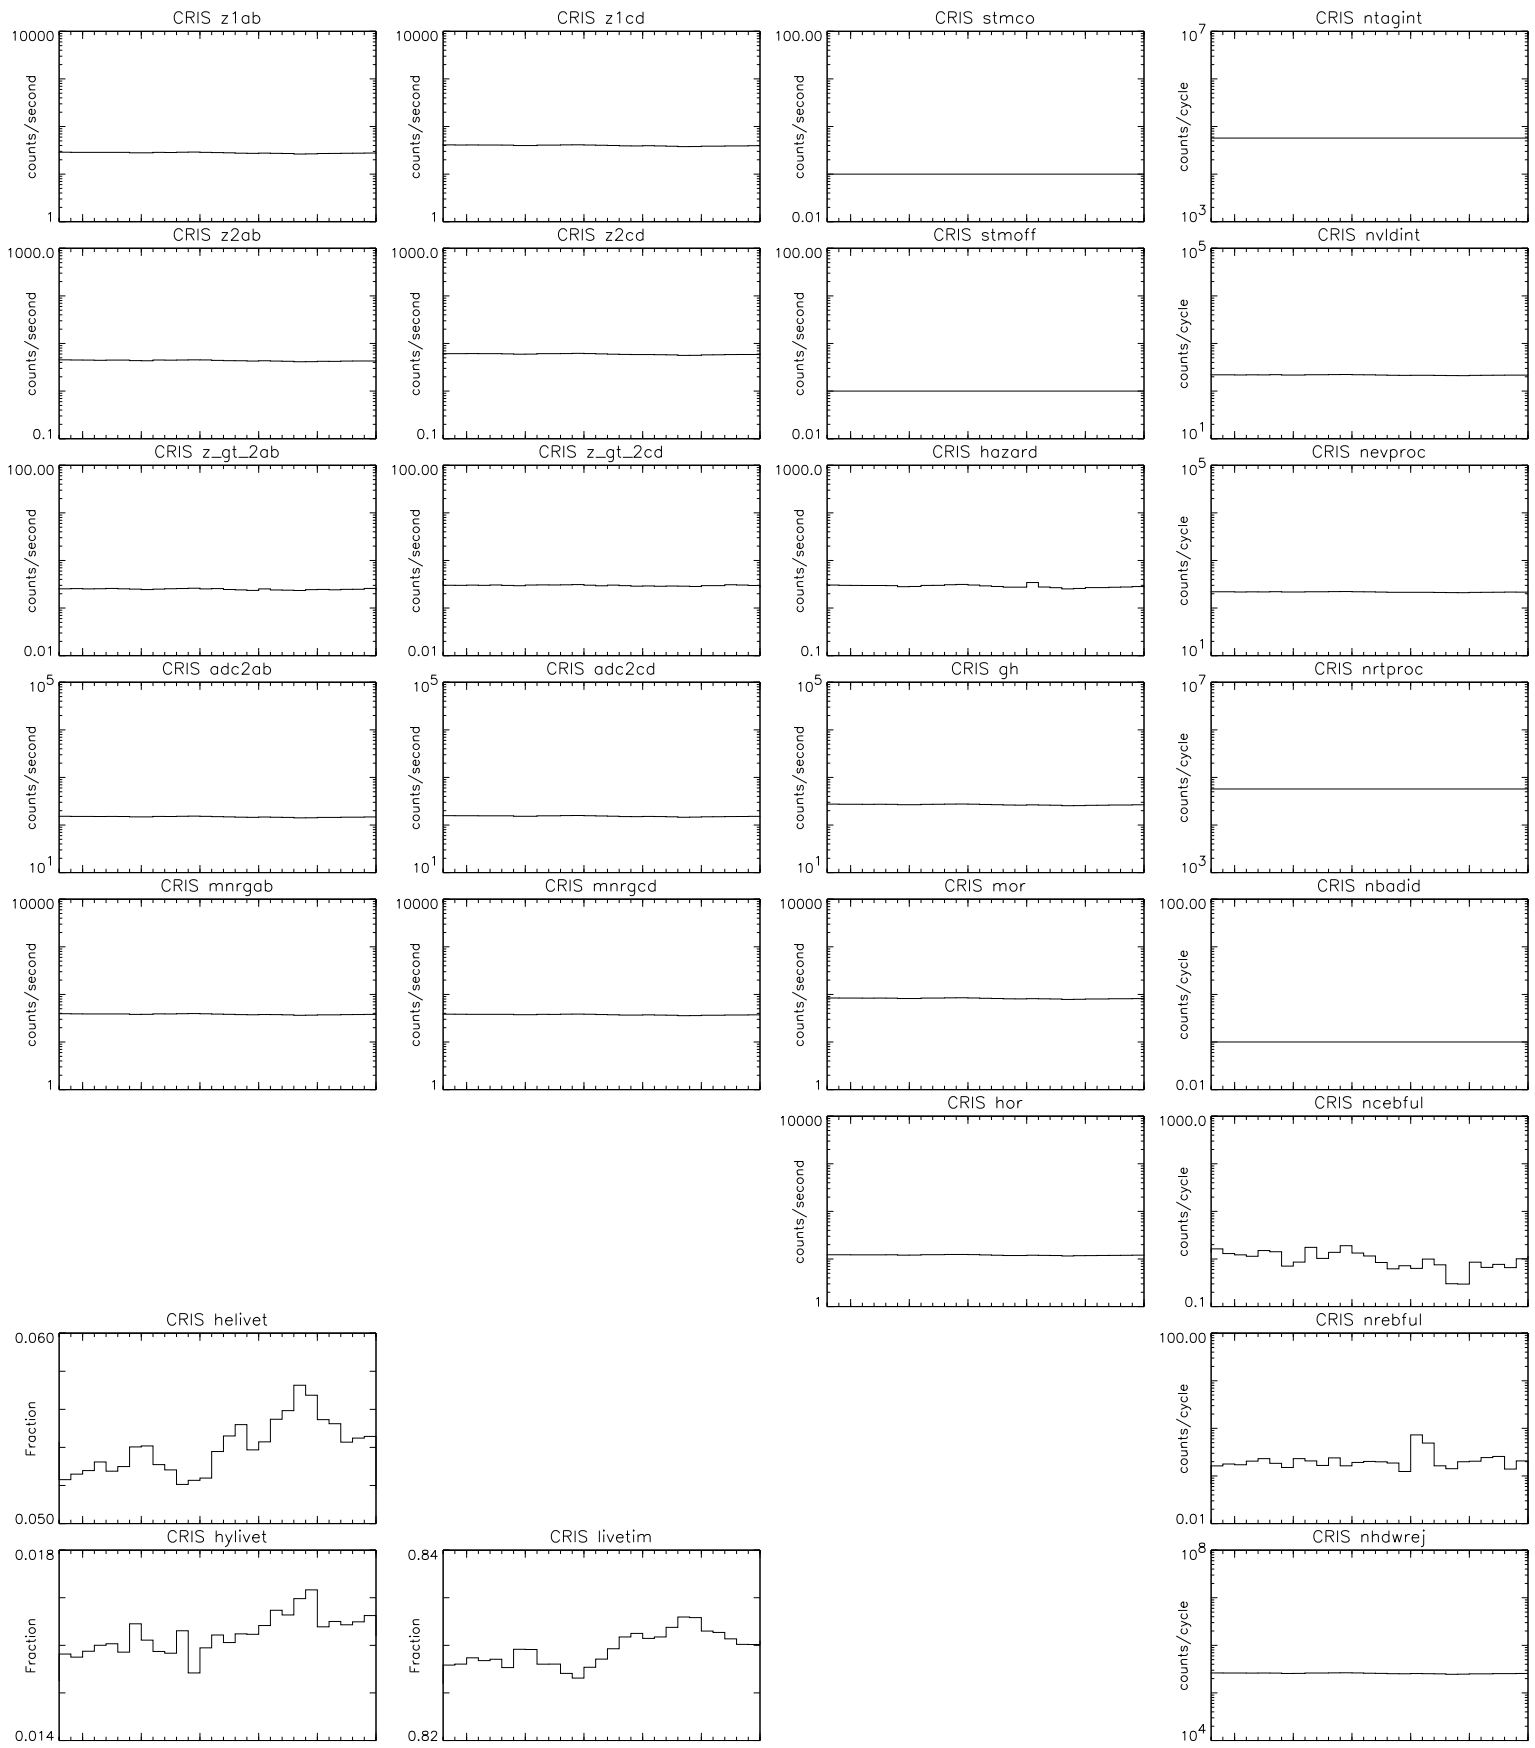 CRIS z1ab
10000
counts/second
1
CRIS z1cd
10000
counts/second
1
CRIS stmco
100.00
counts/second
0.01
CRIS ntagint
10^7
counts/cycle
10^3
CRIS z2ab
1000.0
counts/second
0.1
CRIS z2cd
1000.0
counts/second
0.1
CRIS stmoff
100.00
counts/second
0.01
CRIS nvldint
10^5
counts/cycle
10^1
CRIS z_gt_2ab
100.00
counts/second
0.01
CRIS z_gt_2cd
100.00
counts/second
0.01
CRIS hazard
1000.0
counts/second
0.1
CRIS nevproc
10^5
counts/cycle
10^1
CRIS adc2ab
10^5
counts/second
10^1
CRIS adc2cd
10^5
counts/second
10^1
CRIS gh
10^5
counts/second
10^1
CRIS nrtproc
10^7
counts/cycle
10^3
CRIS mnrgab
10000
counts/second
1
CRIS mnrgcd
10000
counts/second
1
CRIS mor
10000
counts/second
1
CRIS nbadid
100.00
counts/cycle
0.01
CRIS hor
10000
counts/second
1
CRIS ncebful
1000.0
counts/cycle
0.1
CRIS helivet
0.060
Fraction
0.050
CRIS nrebful
100.00
counts/cycle
0.01
CRIS hylivet
0.018
Fraction
0.014
CRIS livetim
0.84
Fraction
0.82
CRIS nhdwrej
10^8
counts/cycle
10^4